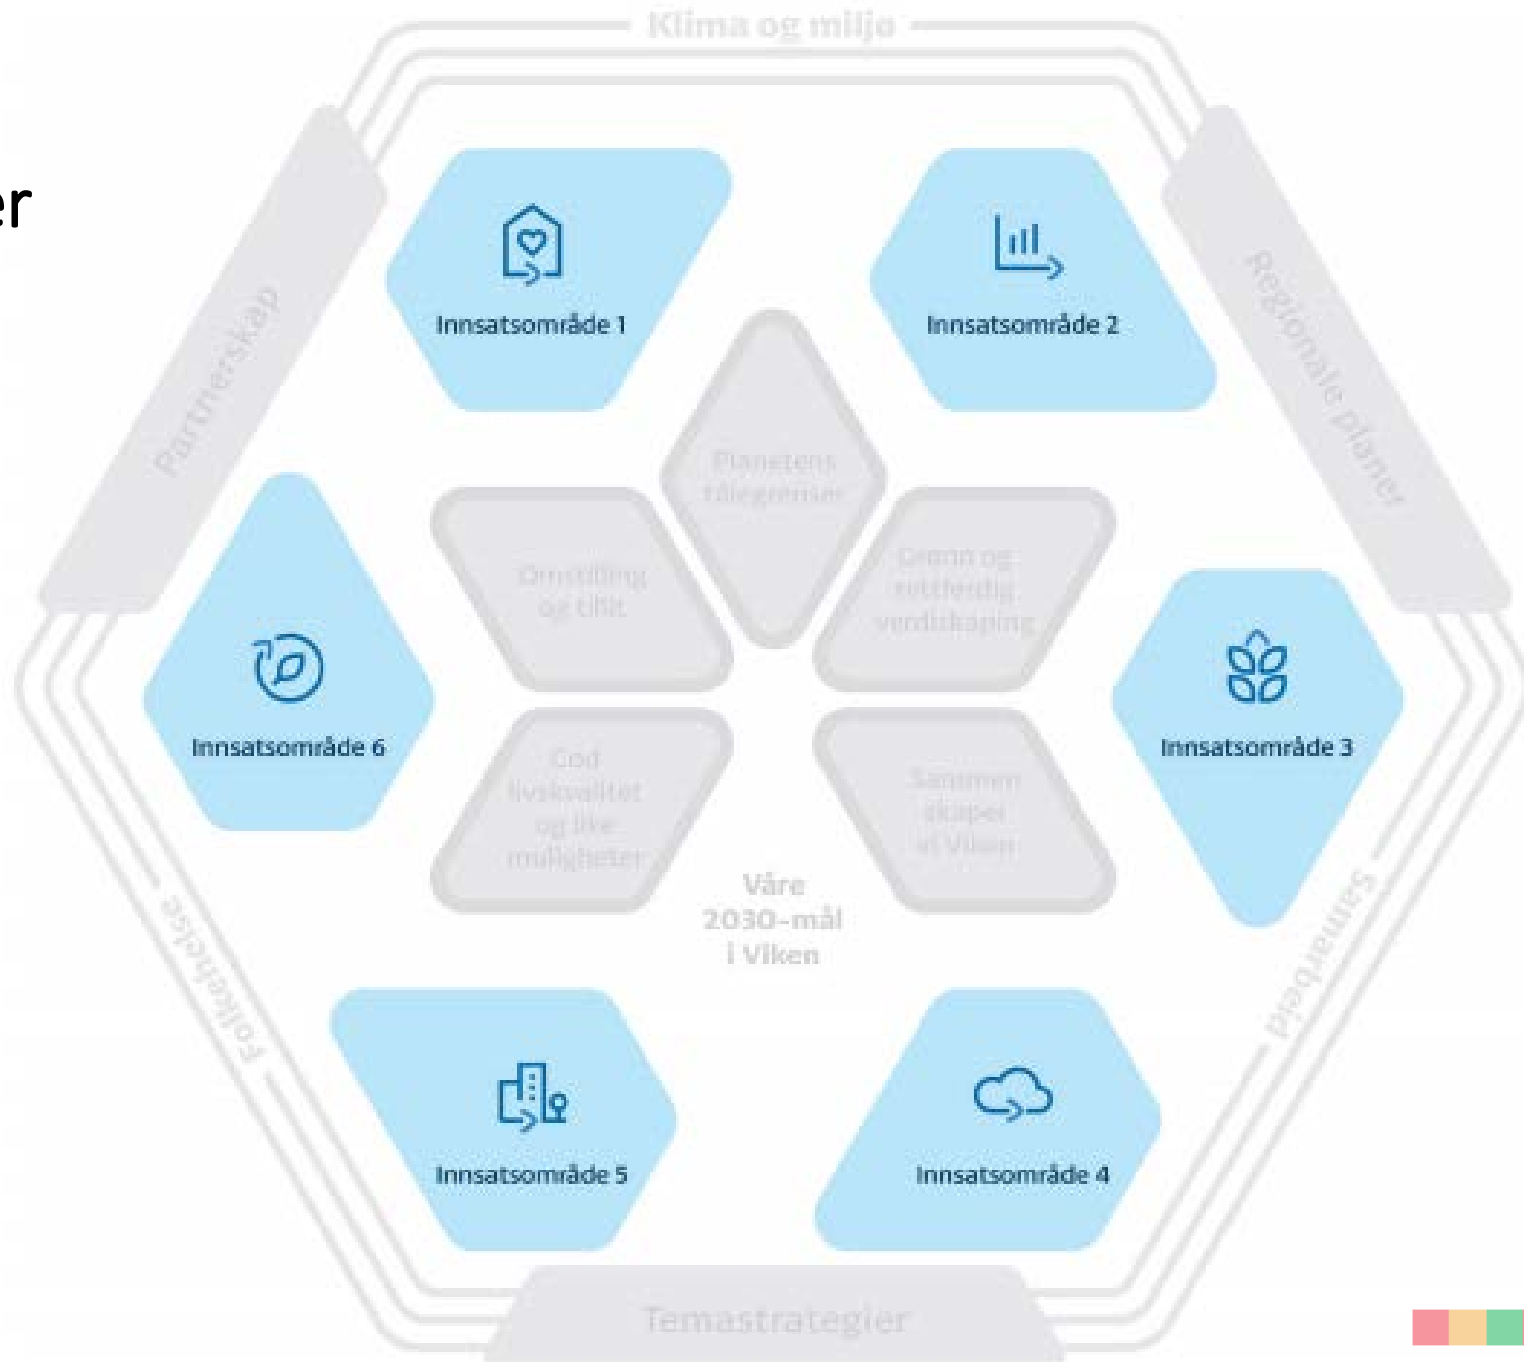 Klima og miljø
er
Partnerskap
Regionale planer
Innsatsområde 1
Innsatsområde 2
Planetens
tålegrenser
Omstilling
og tillit
Grønn og
rettferdig
verdiskaping
Innsatsområde 6
Innsatsområde 3
God
livskvalitet
og like
muligheter
Sammen
skaper
vi Viken
Våre
2030-mål
i Viken
Folkehelse
Samarbeid
Innsatsområde 5
Innsatsområde 4
Temastrategier